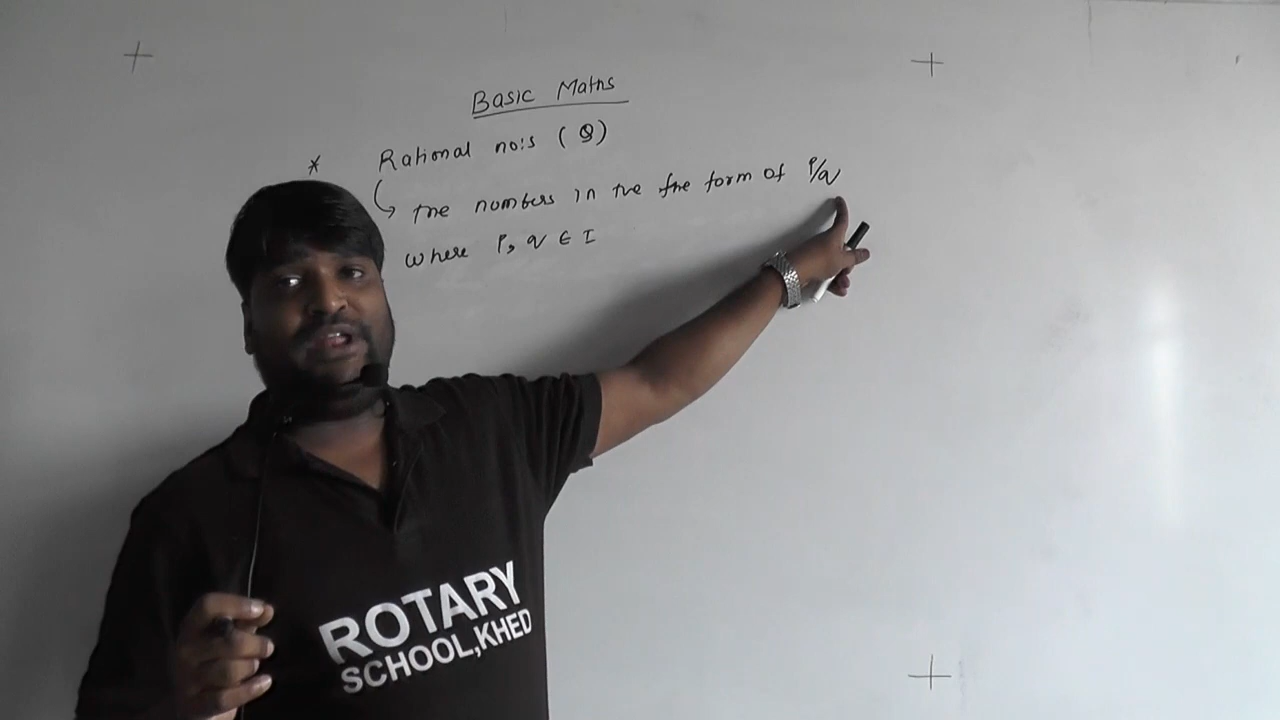 Basic Maths
* Rational no:s (Q)
the numbers in the the form of P/q
where P, q ∈ I
ROTARY
SCHOOL,KHED